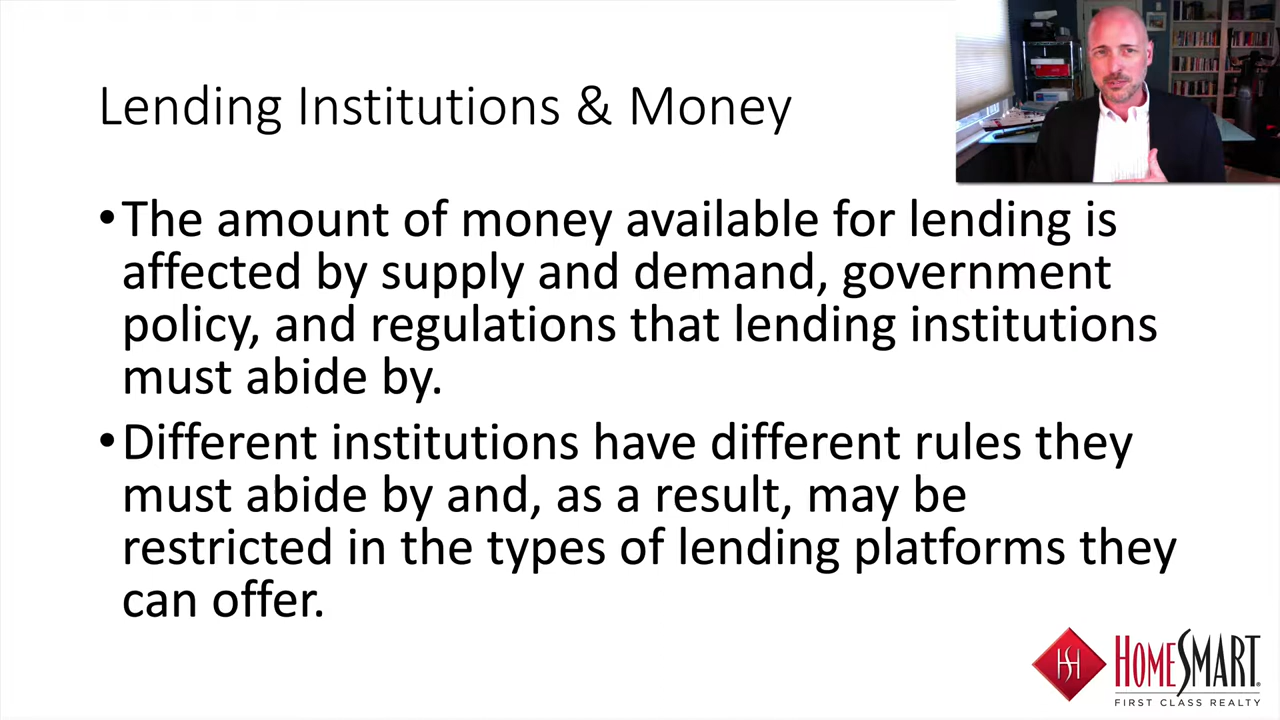 Lending Institutions & Money
•The amount of money available for lending is
affected by supply and demand, government
policy, and regulations that lending institutions
must abide by.
•Different institutions have different rules they
must abide by and, as a result, may be
restricted in the types of lending platforms they
can offer.
HS HOMESMART®
FIRST CLASS REALTY